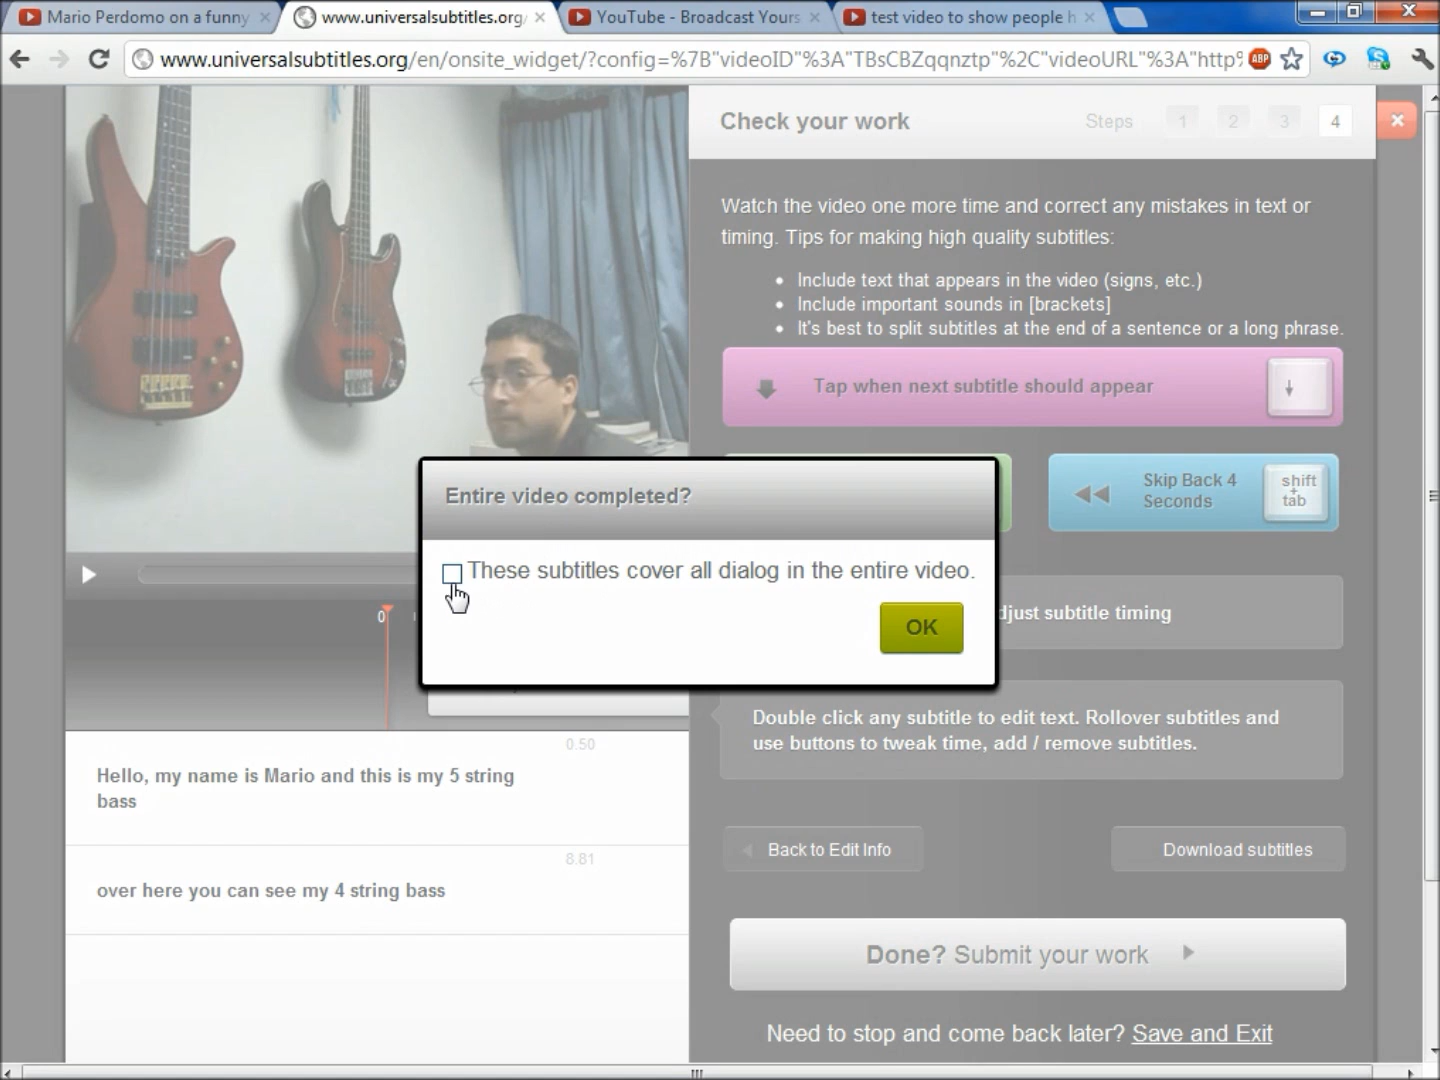 Mario Perdomo on a funny
www.universalsubtitles.org/
YouTube - Broadcast Yours
test video to show people h
www.universalsubtitles.org/en/onsite_widget/?config=%7B"videoID"%3A"TBsCBZqqnztp"%2C"videoURL"%3A"http%
ABP
Check your work
Steps 1 2 3 4
Watch the video one more time and correct any mistakes in text or
timing. Tips for making high quality subtitles:
Include text that appears in the video (signs, etc.)
Include important sounds in [brackets]
It's best to split subtitles at the end of a sentence or a long phrase.
Tap when next subtitle should appear
Skip Back 4
Seconds
shift
+
tab
Entire video completed?
These subtitles cover all dialog in the entire video.
OK
0
djust subtitle timing
Double click any subtitle to edit text. Rollover subtitles and
use buttons to tweak time, add / remove subtitles.
0.50
Hello, my name is Mario and this is my 5 string
bass
8.81
over here you can see my 4 string bass
Back to Edit Info
Download subtitles
Done? Submit your work
Need to stop and come back later? Save and Exit